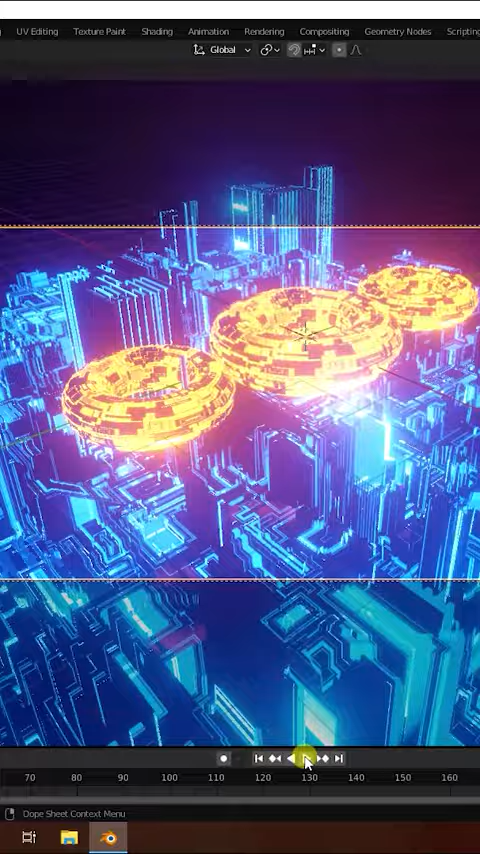 UV Editing Texture Paint Shading Animation Rendering Compositing Geometry Nodes Scripting
Global
70 80 90 100 110 120 130 140 150 160
Dope Sheet Context Menu